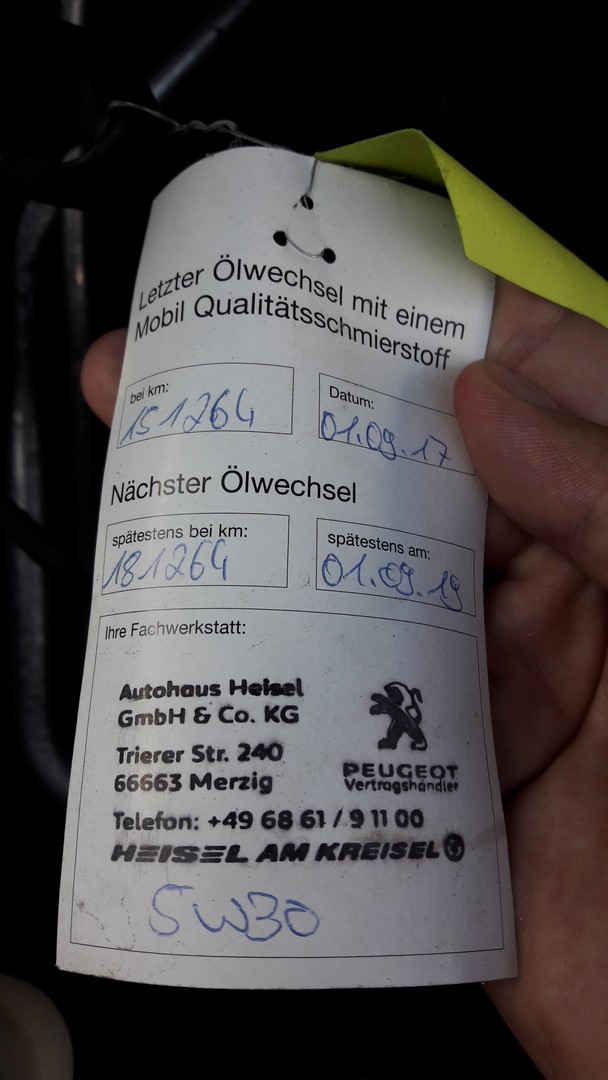 Letzter Ölwechsel mit einem
Mobil Qualitätsschmierstoff
bei km:
151264
Datum:
01.09.17
Nächster Ölwechsel
spätestens bei km:
181264
spätestens am:
01.09.19
Ihre Fachwerkstatt:
Autohaus Heisel
GmbH & Co. KG
Trierer Str. 240
66663 Merzig
PEUGEOT
Vertragshändler
Telefon: +49 68 61 / 9 11 00
HEISEL AM KREISEL
5W30